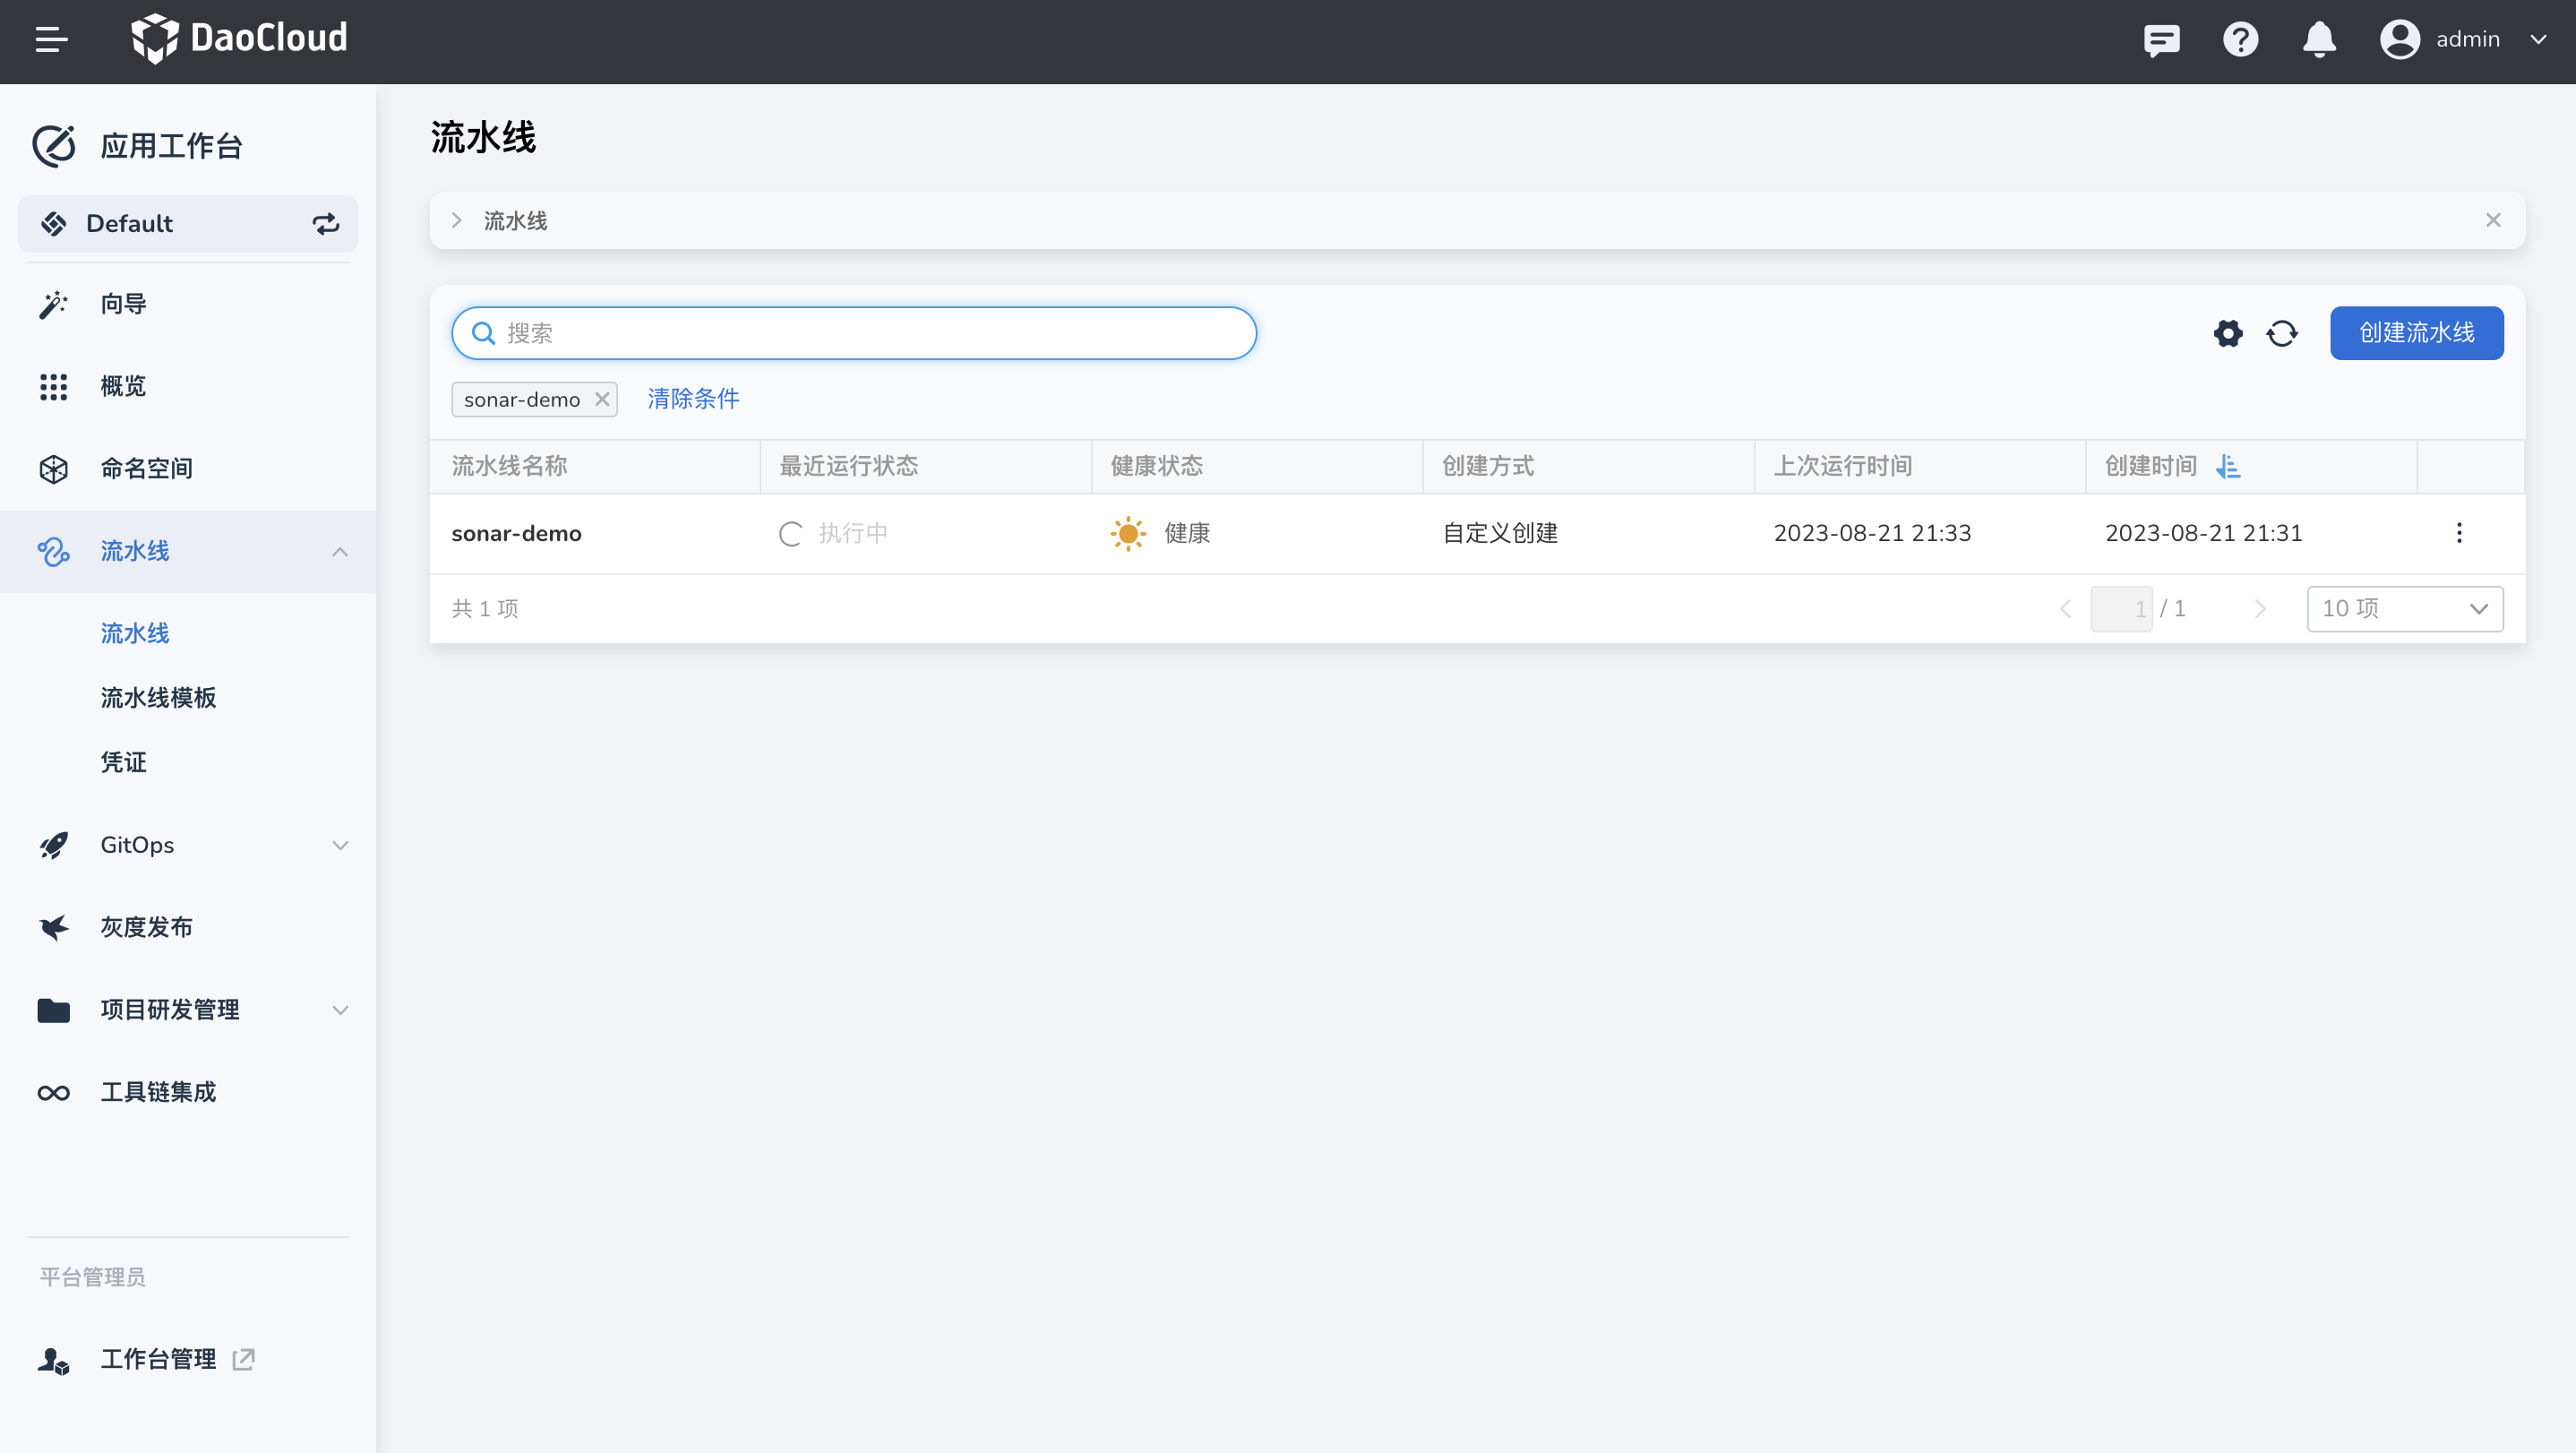 DaoCloud
admin
应用工作台
Default
向导
概览
命名空间
流水线
流水线
流水线模板
凭证
GitOps
灰度发布
项目研发管理
工具链集成
平台管理员
工作台管理
流水线
流水线
搜索
创建流水线
sonar-demo 清除条件
流水线名称 最近运行状态 健康状态 创建方式 上次运行时间 创建时间
sonar-demo 执行中 健康 自定义创建 2023-08-21 21:33 2023-08-21 21:31
共 1 项 1 / 1 10 项